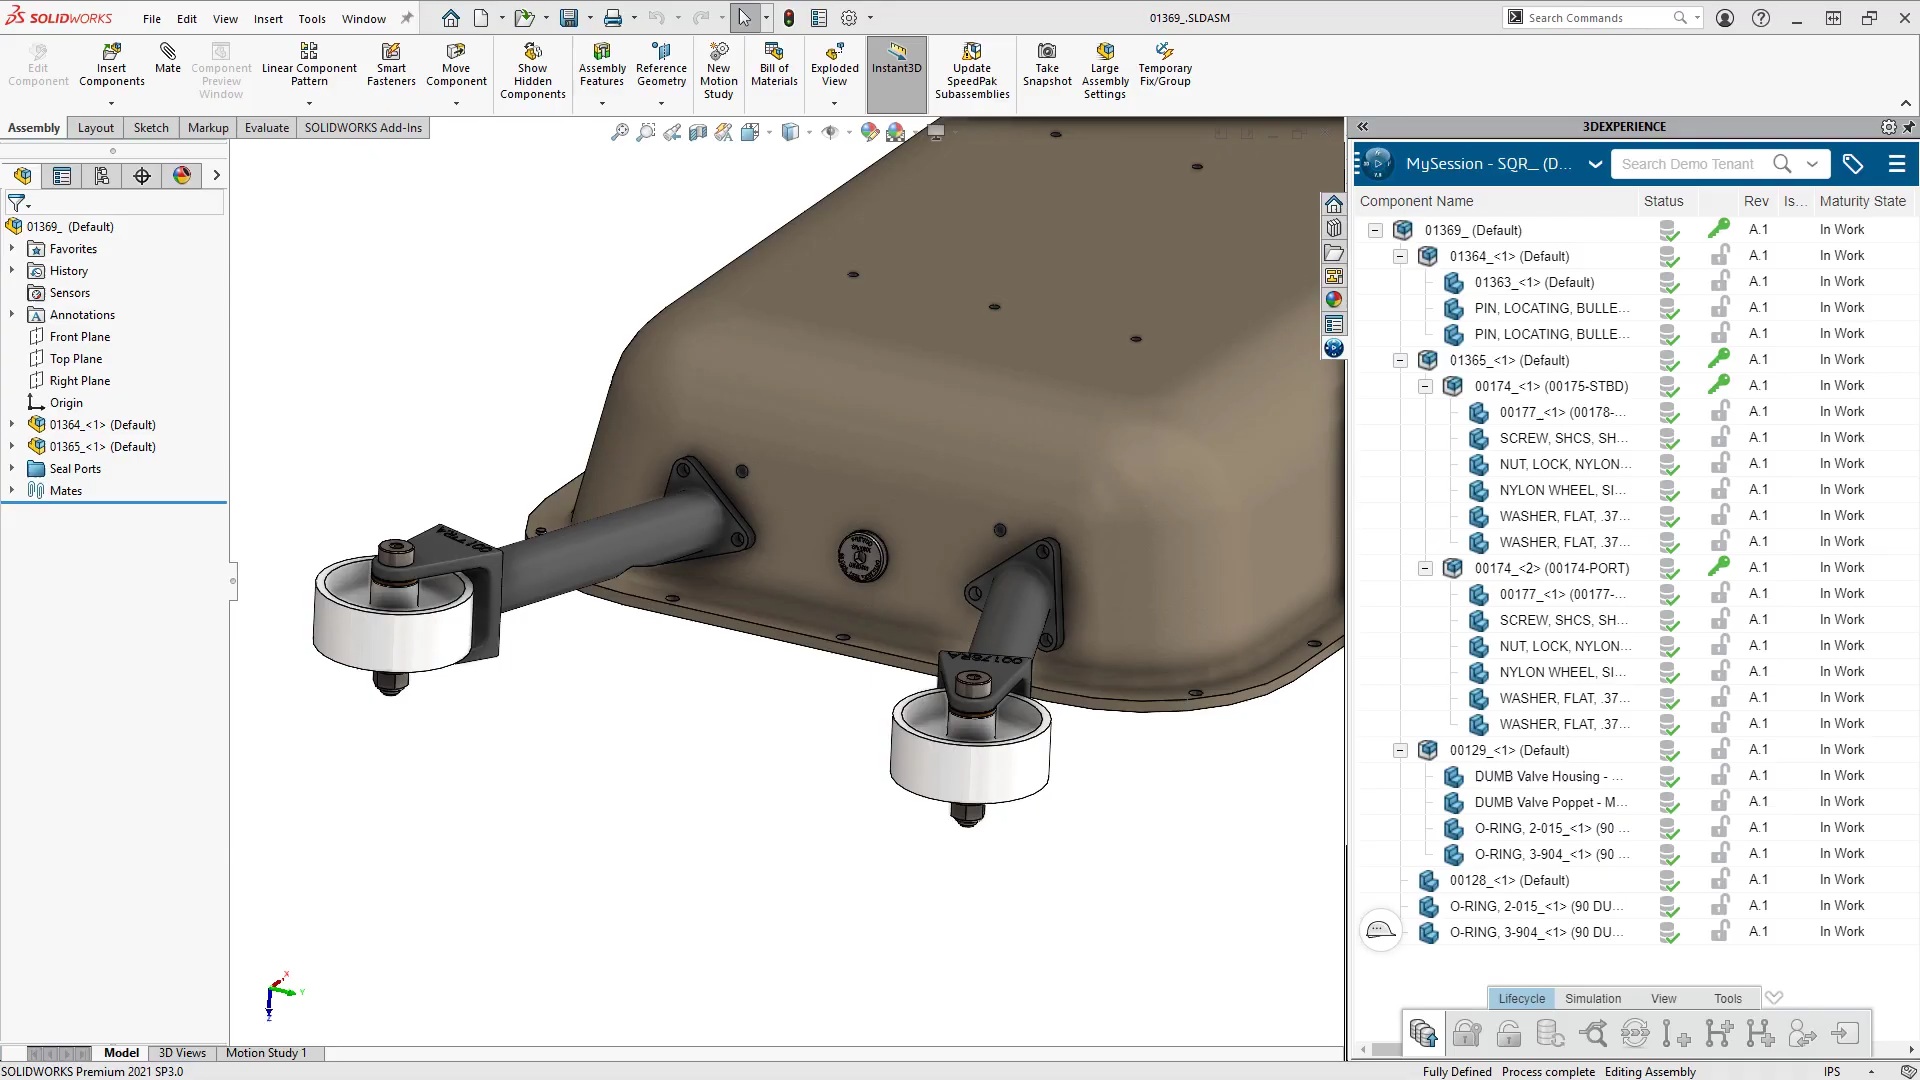 SOLIDWORKS File Edit View Insert Tools Window 01369_.SLDASM Search Commands
Edit Component
Insert Components
Mate
Component Preview Window
Linear Component Pattern
Smart Fasteners
Move Component
Show Hidden Components
Assembly Features
Reference Geometry
New Motion Study
Bill of Materials
Exploded View
Instant3D
Update SpeedPak Subassemblies
Take Snapshot
Large Assembly Settings
Temporary Fix/Group
Assembly Layout Sketch Markup Evaluate SOLIDWORKS Add-Ins
01369_ (Default)
Favorites
History
Sensors
Annotations
Front Plane
Top Plane
Right Plane
Origin
01364_<1> (Default)
01365_<1> (Default)
Seal Ports
Mates
X
Y
Z
3DEXPERIENCE
MySession - SQR_ (D... Search Demo Tenant
Component Name Status Rev Is... Maturity State
01369_ (Default) A.1 In Work
01364_<1> (Default) A.1 In Work
01363_<1> (Default) A.1 In Work
PIN, LOCATING, BULLE... A.1 In Work
PIN, LOCATING, BULLE... A.1 In Work
01365_<1> (Default) A.1 In Work
00174_<1> (00175-STBD) A.1 In Work
00177_<1> (00178-... A.1 In Work
SCREW, SHCS, SH... A.1 In Work
NUT, LOCK, NYLON... A.1 In Work
NYLON WHEEL, SI... A.1 In Work
WASHER, FLAT, .37... A.1 In Work
WASHER, FLAT, .37... A.1 In Work
00174_<2> (00174-PORT) A.1 In Work
00177_<1> (00177-... A.1 In Work
SCREW, SHCS, SH... A.1 In Work
NUT, LOCK, NYLON... A.1 In Work
NYLON WHEEL, SI... A.1 In Work
WASHER, FLAT, .37... A.1 In Work
WASHER, FLAT, .37... A.1 In Work
00129_<1> (Default) A.1 In Work
DUMB Valve Housing - ... A.1 In Work
DUMB Valve Poppet - M... A.1 In Work
O-RING, 2-015_<1> (90 ... A.1 In Work
O-RING, 3-904_<1> (90 ... A.1 In Work
00128_<1> (Default) A.1 In Work
O-RING, 2-015_<1> (90 DU... A.1 In Work
O-RING, 3-904_<1> (90 DU... A.1 In Work
Lifecycle Simulation View Tools
Model 3D Views Motion Study 1
SOLIDWORKS Premium 2021 SP3.0 Fully Defined Process complete Editing Assembly IPS